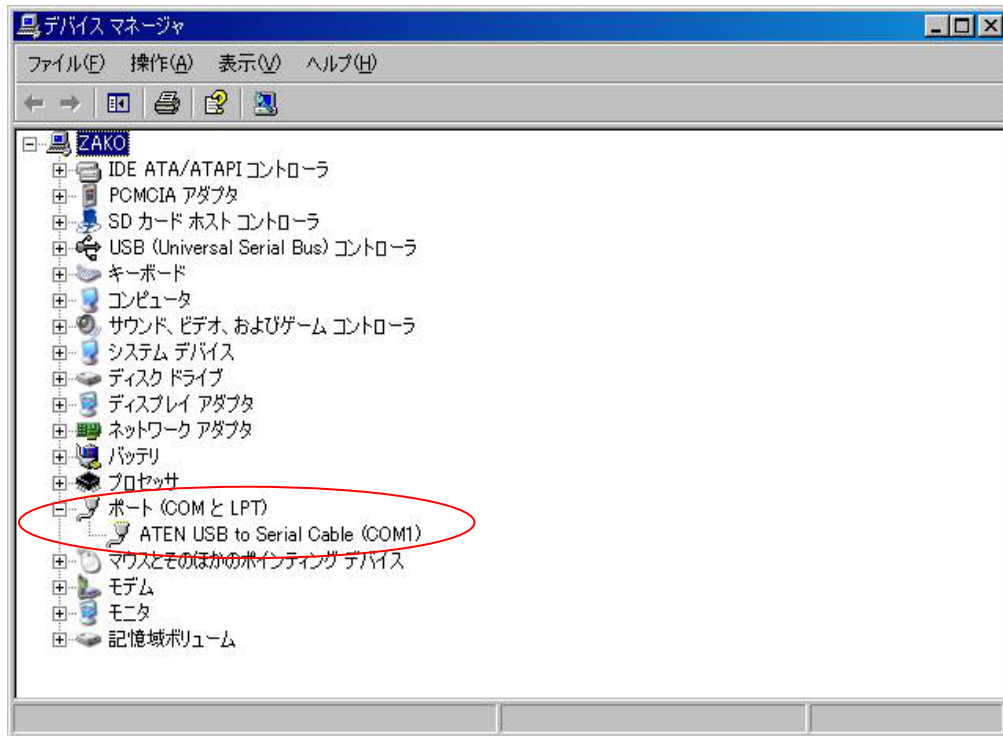 デバイス マネージャ
ファイル(F) 操作(A) 表示(V) ヘルプ(H)
ZAKO
IDE ATA/ATAPI コントローラ
PCMCIA アダプタ
SD カード ホスト コントローラ
USB (Universal Serial Bus) コントローラ
キーボード
コンピュータ
サウンド、ビデオ、およびゲーム コントローラ
システム デバイス
ディスク ドライブ
ディスプレイ アダプタ
ネットワーク アダプタ
バッテリ
プロセッサ
ポート (COM と LPT)
ATEN USB to Serial Cable (COM1)
マウスとそのほかのポインティング デバイス
モデム
モニタ
記憶域ボリューム